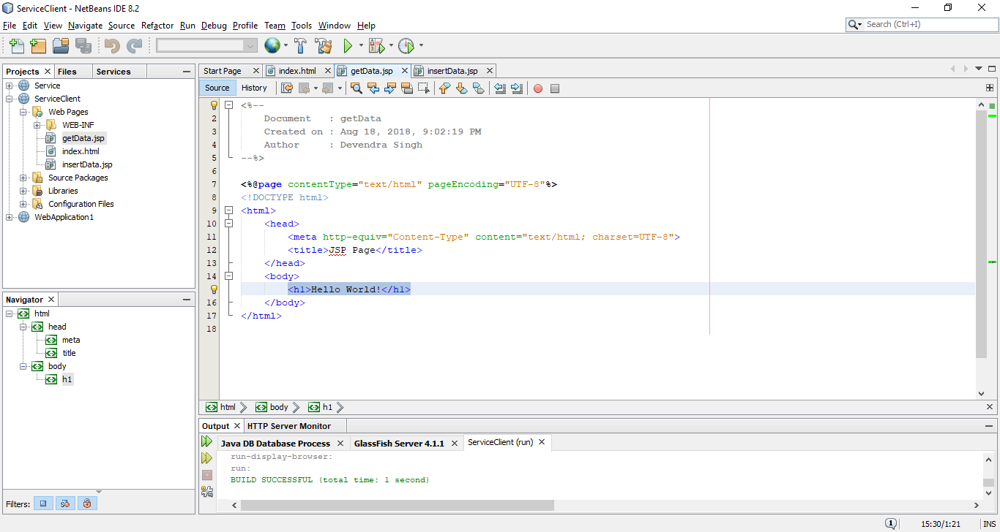 ServiceClient - NetBeans IDE 8.2
File Edit View Navigate Source Refactor Run Debug Profile Team Tools Window Help
Search (Ctrl+I)
Projects Files Services
Service
ServiceClient
Web Pages
WEB-INF
getData.jsp
index.html
insertData.jsp
Source Packages
Libraries
Configuration Files
WebApplication1
Navigator
html
head
meta
title
body
h1
Filters:
Start Page index.html getData.jsp insertData.jsp
Source History
<%--
2 Document : getData
3 Created on : Aug 18, 2018, 9:02:19 PM
4 Author : Devendra Singh
5 --%>
6
7 <%@page contentType="text/html" pageEncoding="UTF-8"%>
8 <!DOCTYPE html>
9 <html>
10 <head>
11 <meta http-equiv="Content-Type" content="text/html; charset=UTF-8">
12 <title>JSP Page</title>
13 </head>
14 <body>
<h1>Hello World!</h1>
16 </body>
17 </html>
18
html body h1
Output HTTP Server Monitor
Java DB Database Process GlassFish Server 4.1.1 ServiceClient (run)
run-display-browser:
run:
BUILD SUCCESSFUL (total time: 1 second)
1 15:30/1:21 INS